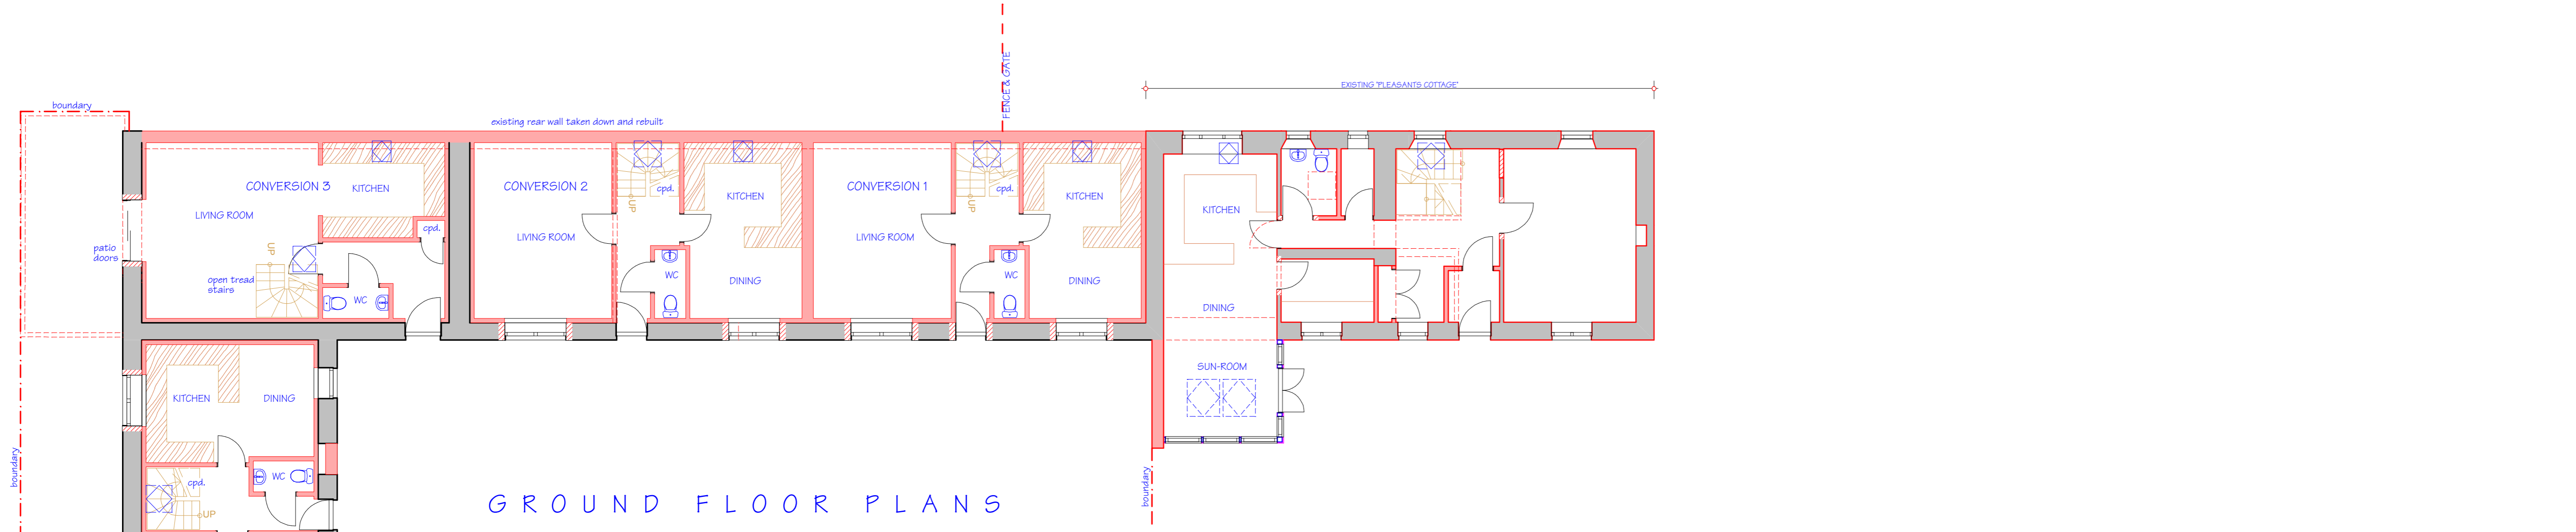 FENCE & GATE
EXISTING "PLEASANTS COTTAGE"
boundary
existing rear wall taken down and rebuilt
CONVERSION 3
KITCHEN
LIVING ROOM
cpd.
UP
patio
doors
open tread
stairs
WC
CONVERSION 2
LIVING ROOM
cpd.
UP
KITCHEN
WC
DINING
CONVERSION 1
LIVING ROOM
cpd.
UP
KITCHEN
WC
DINING
KITCHEN
DINING
SUN-ROOM
KITCHEN
DINING
cpd.
WC
UP
boundary
boundary
GROUND FLOOR PLANS